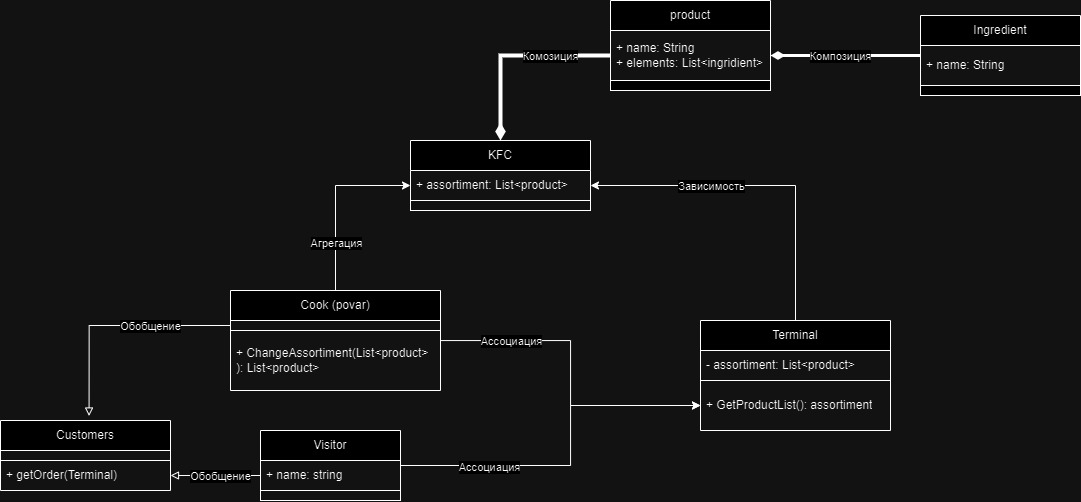 product
+ name: String
+ elements: List<ingridient>
Ingredient
+ name: String
Комозиция
Композиция
KFC
+ assortiment: List<product>
Зависимость
Агрегация
Cook (povar)
+ ChangeAssortiment(List<product>
): List<product>
Обощение
Ассоциация
Terminal
- assortiment: List<product>
+ GetProductList(): assortiment
Customers
+ getOrder(Terminal)
Visitor
+ name: string
Обощение
Ассоциация